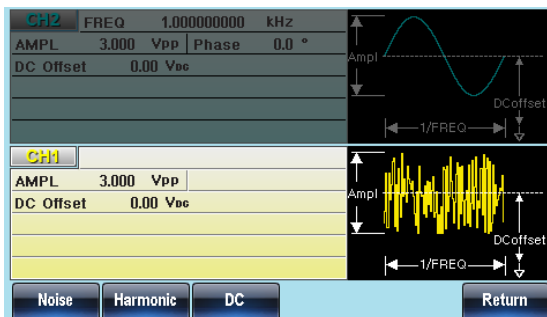 CH2 FREQ 1.000000000 kHz
AMPL 3.000 Vpp Phase 0.0 °
DC Offset 0.00 VDC
Ampl
DCoffset
1/FREQ
CH1
AMPL 3.000 Vpp
DC Offset 0.00 VDC
Ampl
DCoffset
1/FREQ
Noise Harmonic DC Return